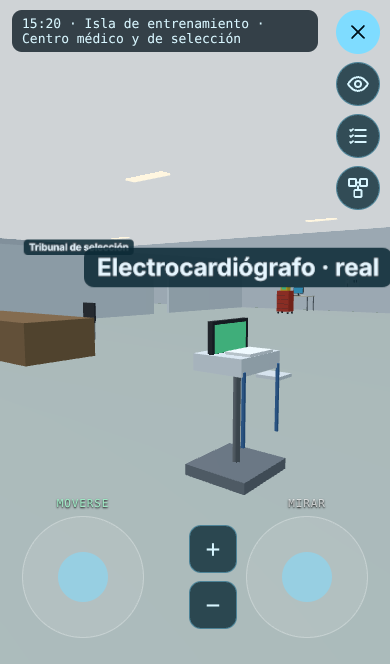 15:20 · Isla de entrenamiento ·
Centro médico y de selección
Tribunal de selección
Electrocardiógrafo · real
MOVERSE
MIRAR
+
−